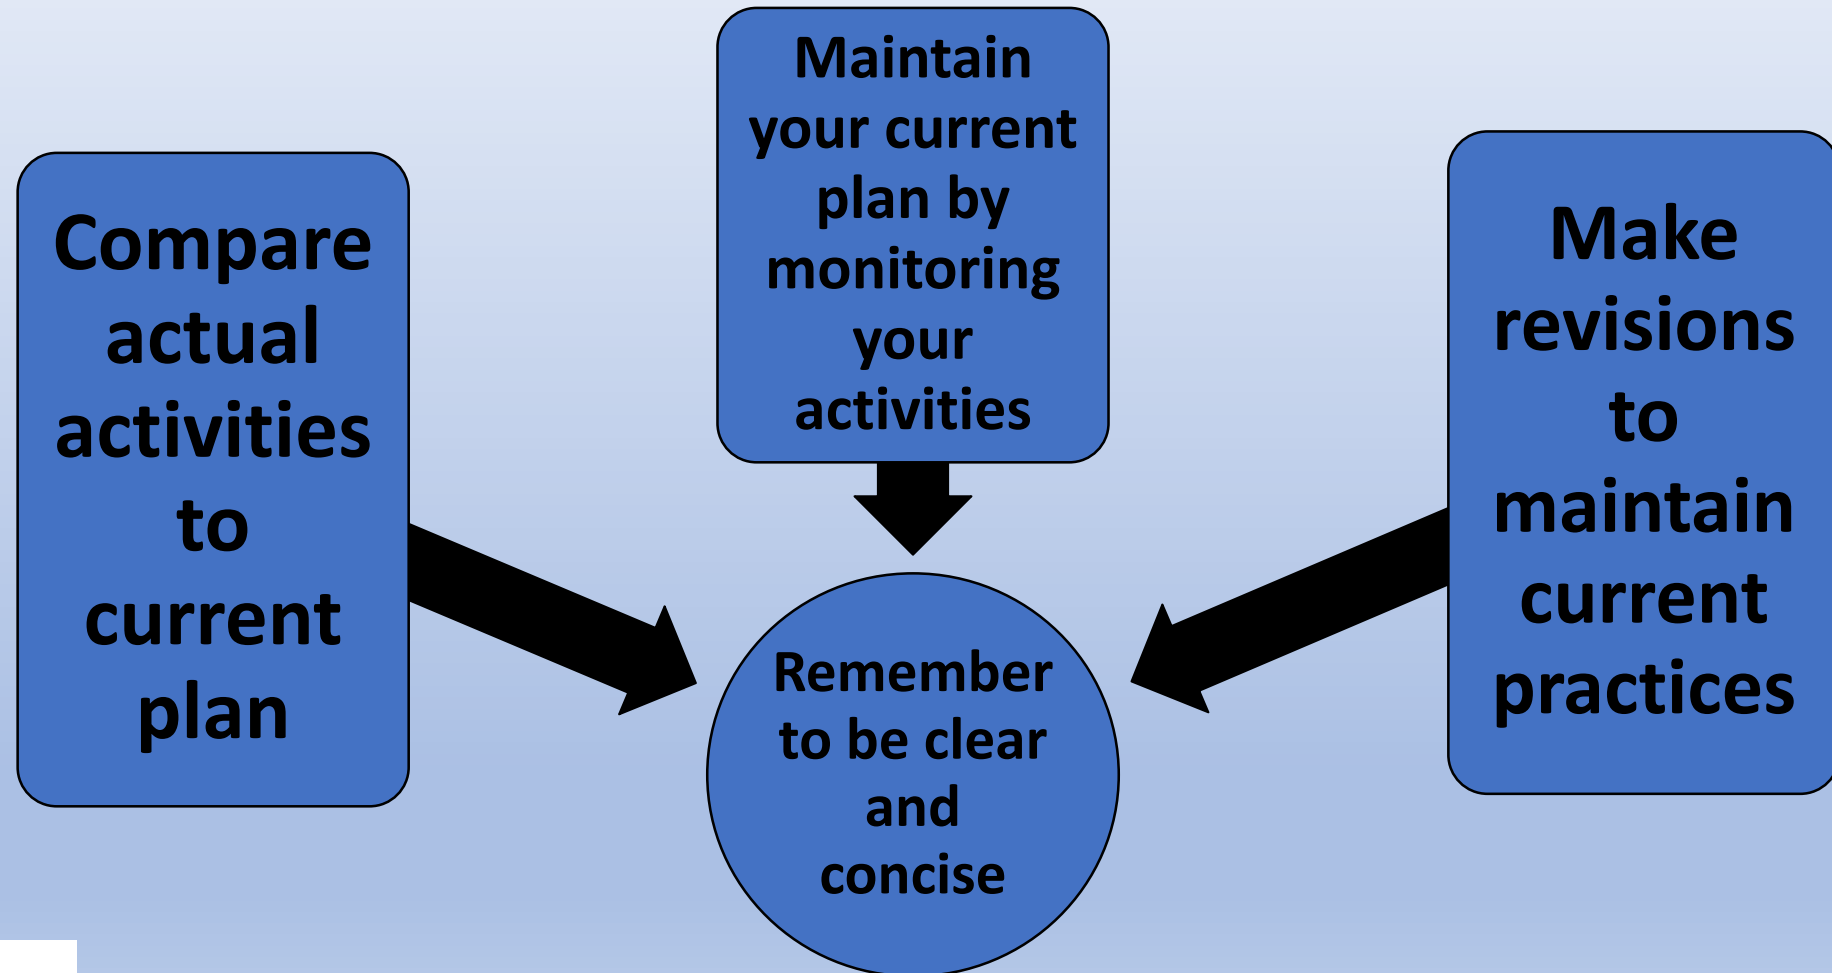 Compare
actual
activities
to
current
plan
Maintain
your current
plan by
monitoring
your
activities
Make
revisions
to
maintain
current
practices
Remember
to be clear
and
concise